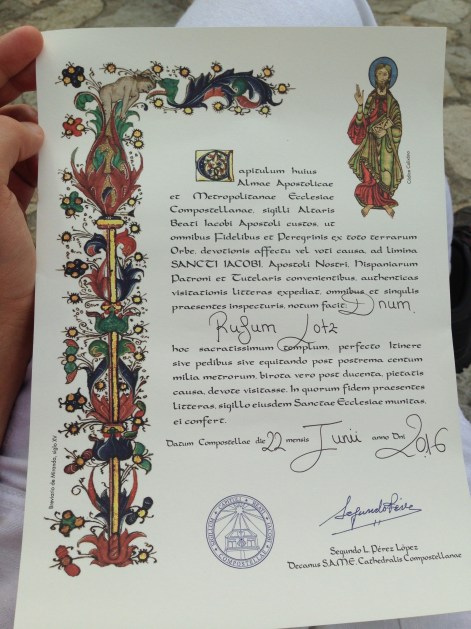 Capitulum huius
Almae Apostolicae
et Metropolitanae Ecclesiae
Compostellanae, sigilli Altaris
Beati Iacobi Apostoli custos, ut
omnibus Fidelibus et Peregrinis ex toto terrarum
Orbe, devotionis affectu vel voti causa, ad limina
SANCTI IACOBI, Apostoli Nostri, Hispaniarum
Patroni et Tutelaris convenientibus, authenticas
visitationis litteras expediat, omnibus et singulis
praesentes inspecturis, notum facit: Dnum.
Rufum Lotz
hoc sacratissimum templum, perfecto Itinere
sive pedibus sive equitando post postrema centum
milia metrorum, birota vero post ducenta, pietatis
causa, devote visitasse. In quorum fidem praesentes
litteras, sigillo eiusdem Sanctae Ecclesiae munitas,
ei confert.
Datum Compostellae die 22 mensis Junii anno Dni 2016
Segundo L. Pérez López
Decanus S.A.M.E. Cathedralis Compostellanae
Breviario de Miranda, siglo XV
Códice Calixtino